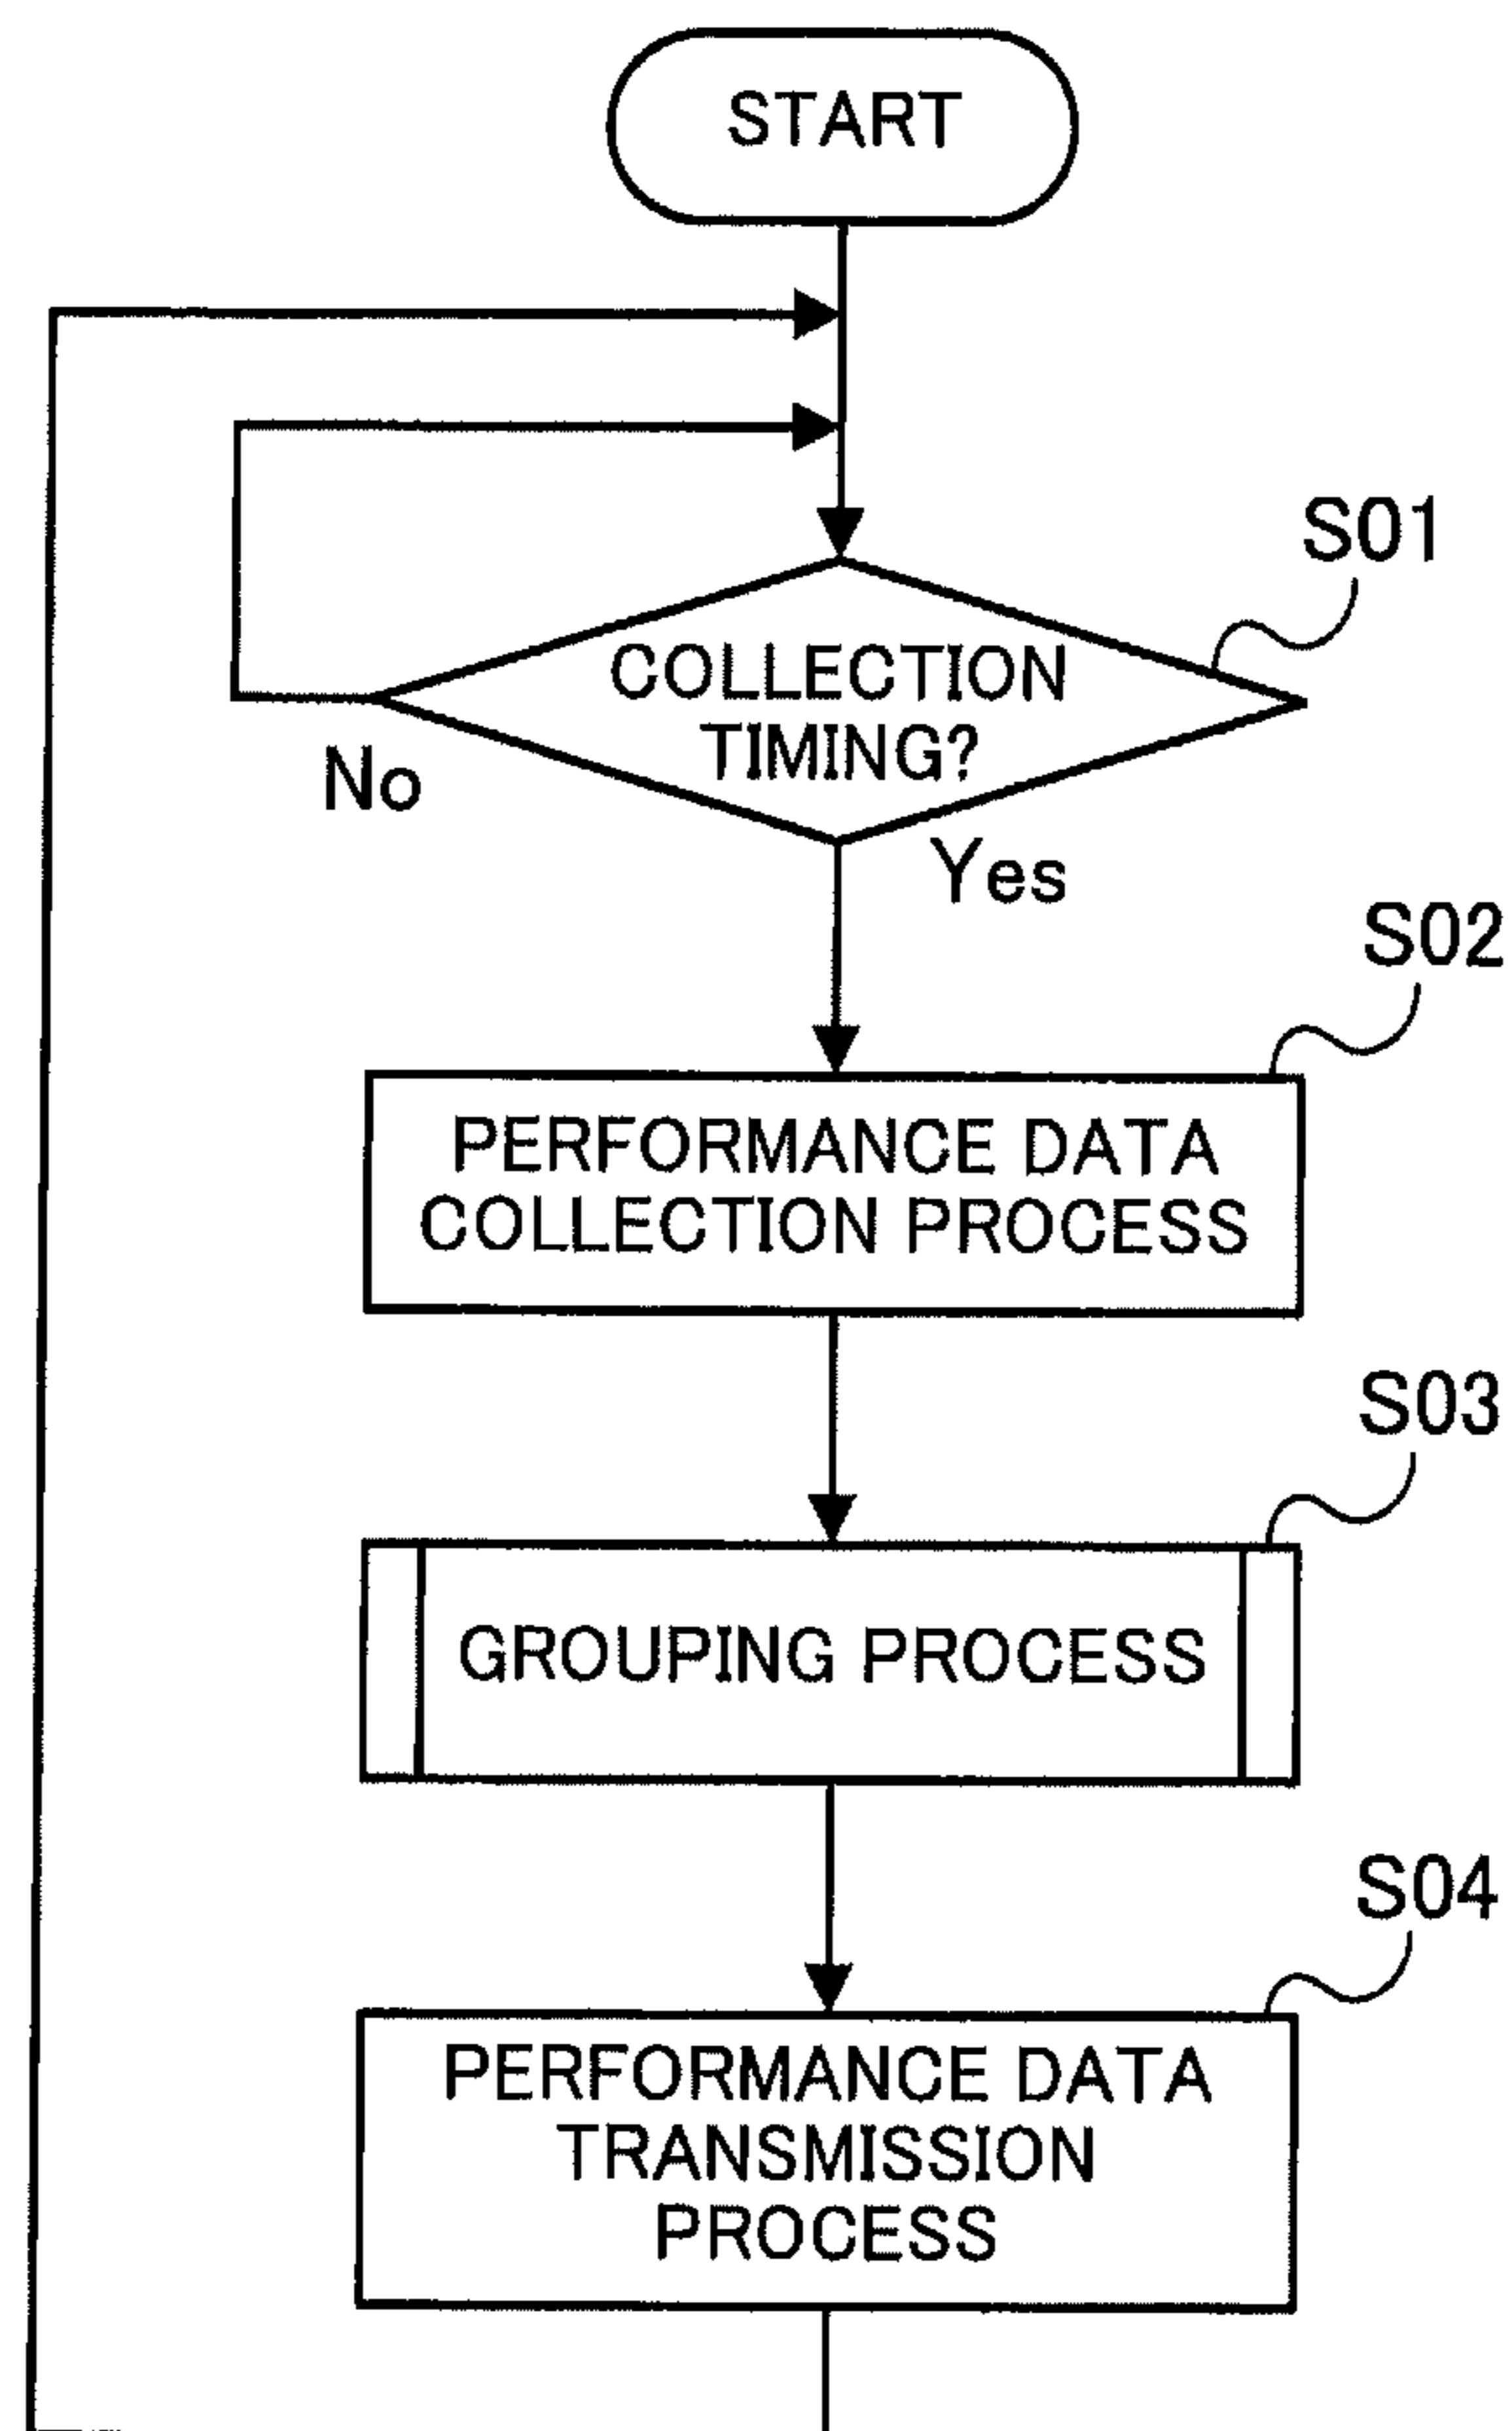 START
S01
COLLECTION
TIMING?
No
Yes
S02
PERFORMANCE DATA
COLLECTION PROCESS
S03
GROUPING PROCESS
S04
PERFORMANCE DATA
TRANSMISSION
PROCESS